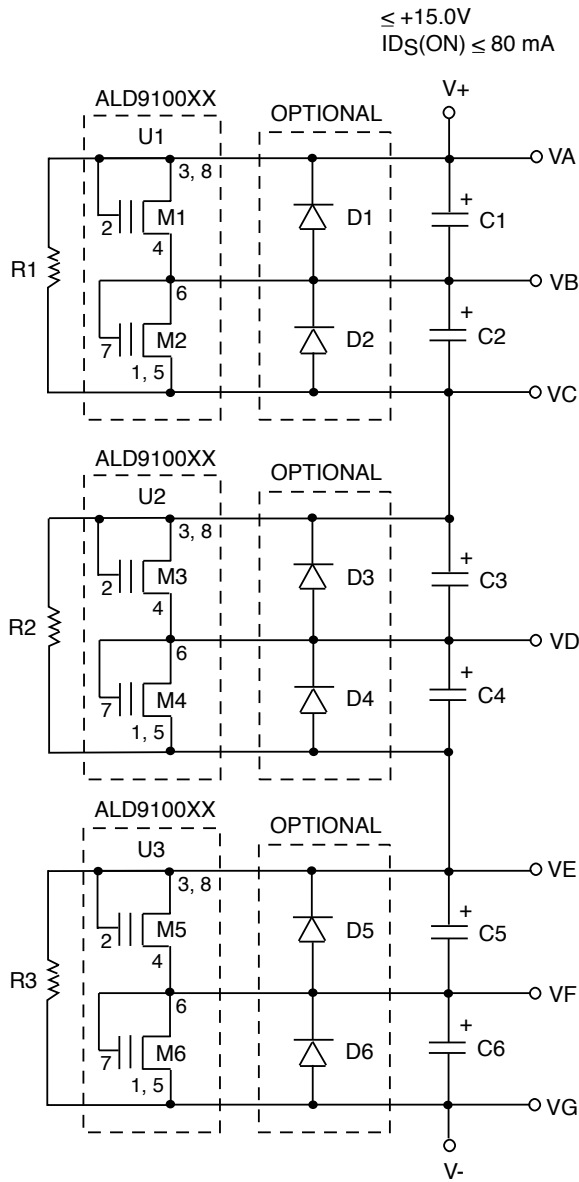 ≤ +15.0V
IDS(ON) ≤ 80 mA
V+
ALD9100XX
OPTIONAL
U1
VA
3, 8
+
2
M1
D1
C1
4
R1
6
VB
+
M2
D2
C2
7
1, 5
VC
ALD9100XX
OPTIONAL
U2
3, 8
+
2
M3
D3
C3
4
R2
6
VD
+
M4
D4
C4
7
1, 5
ALD9100XX
OPTIONAL
U3
VE
3, 8
+
2
M5
D5
C5
4
R3
6
VF
+
M6
D6
C6
7
1, 5
VG
V-